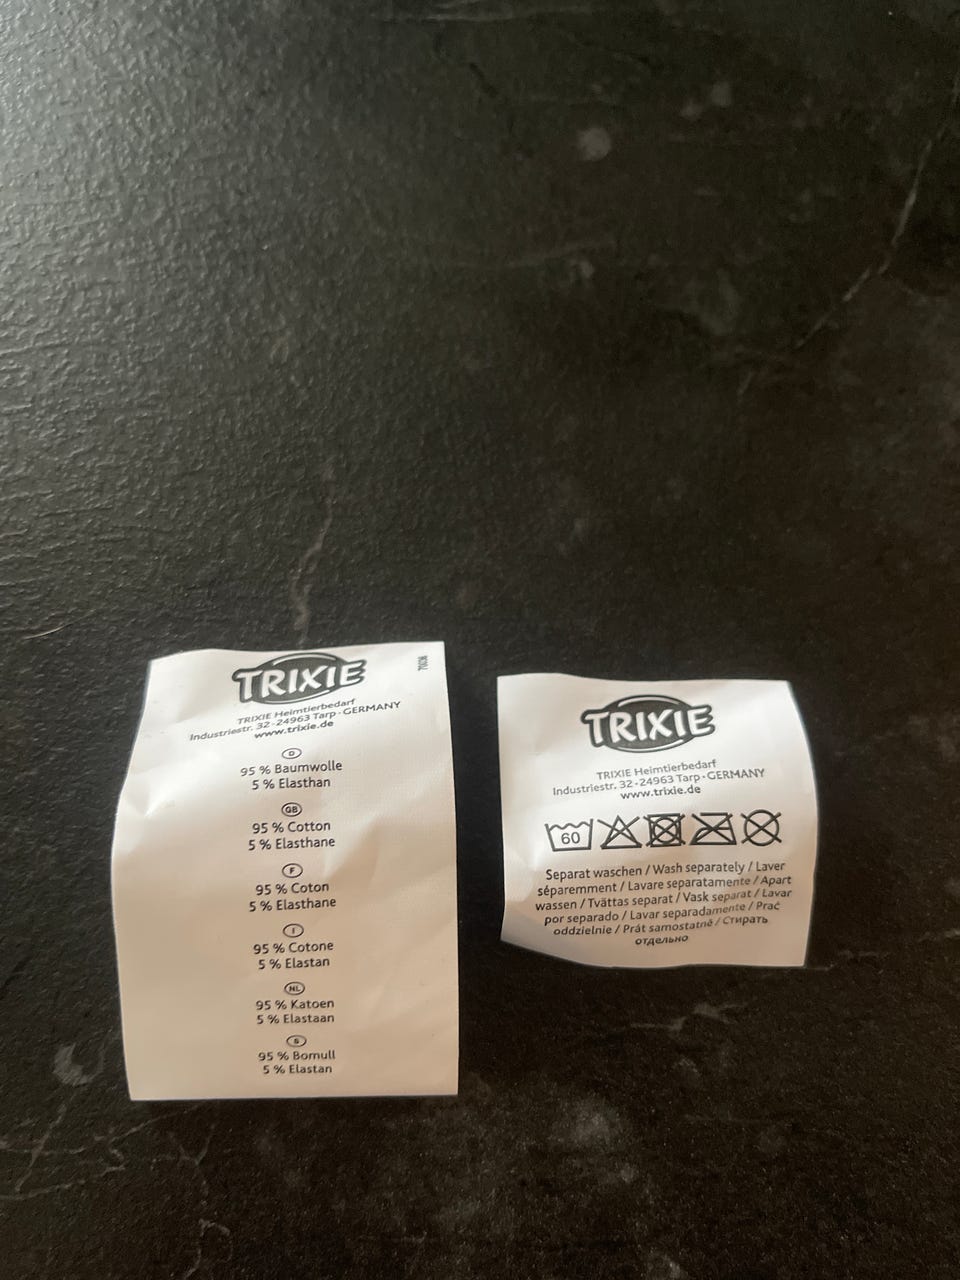 TRIXIE
TRIXIE Heimtierbedarf
Industriestr. 32-24963 Tarp·GERMANY
www.trixie.de
D
95 % Baumwolle
5 % Elasthan
GB
95 % Cotton
5 % Elasthane
F
95 % Coton
5 % Elasthane
I
95 % Cotone
5 % Elastan
NL
95 % Katoen
5 % Elastaan
S
95 % Bomull
5 % Elastan
TRIXIE
TRIXIE Heimtierbedarf
Industriestr. 32·24963 Tarp·GERMANY
www.trixie.de
60
Separat waschen / Wash separately / Laver
séparemment / Lavare separatamente / Apart
wassen / Tvättas separat / Vask separat / Lavar
por separado / Lavar separadamente / Prać
oddzielnie / Prát samostatně / Стирать
отдельно